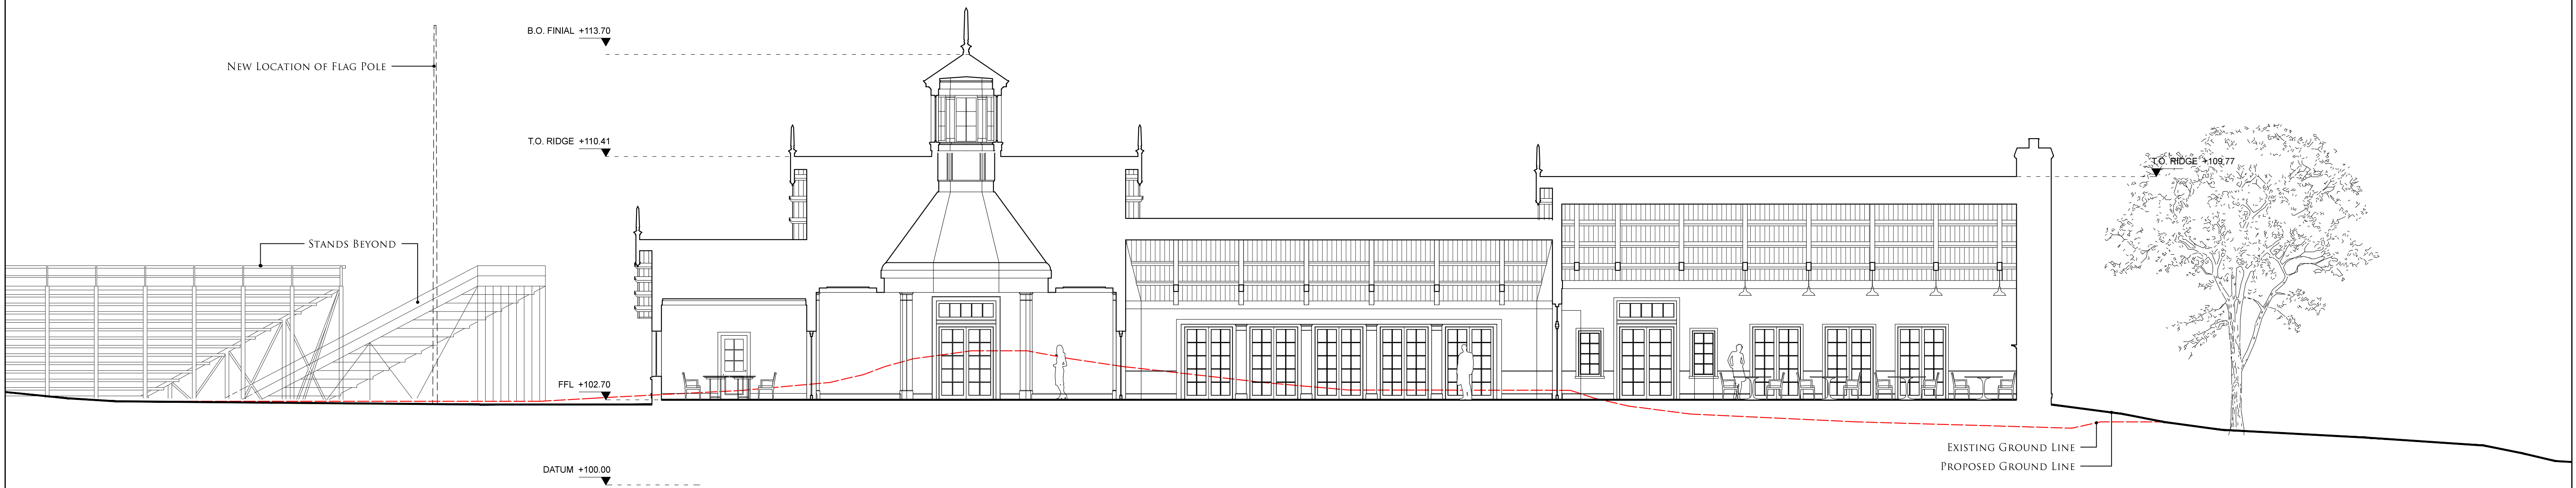 B.O. FINIAL +113.70
New Location of Flag Pole
T.O. RIDGE +110.41
T.O. RIDGE +109.77
Stands Beyond
FFL +102.70
Existing Ground Line
Proposed Ground Line
DATUM +100.00